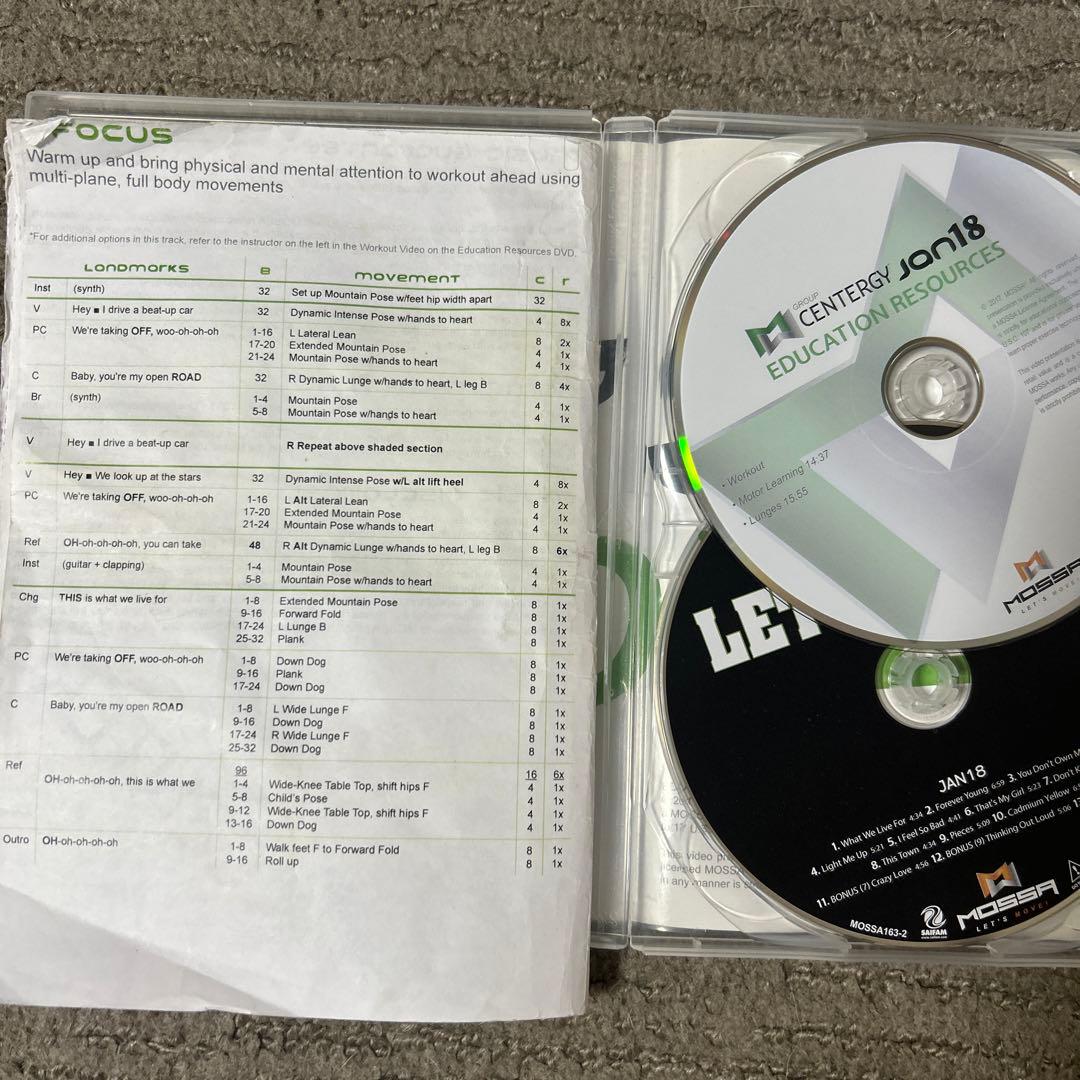 FOCUS
Warm up and bring physical and mental attention to workout ahead using
multi-plane, full body movements
*For additional options in this track, refer to the instructor on the left in the Workout Video on the Education Resources DVD.
LANDMARKS B MOVEMENT C r
Inst (synth) 32 Set up Mountain Pose w/feet hip width apart 32
V Hey ■ I drive a beat-up car 32 Dynamic Intense Pose w/hands to heart 4 8x
PC We're taking OFF, woo-oh-oh-oh 1-16 L Lateral Lean 8 2x
17-20 Extended Mountain Pose 4 1x
21-24 Mountain Pose w/hands to heart 4 1x
C Baby, you're my open ROAD 32 R Dynamic Lunge w/hands to heart, L leg B 8 4x
Br (synth) 1-4 Mountain Pose 4 1x
5-8 Mountain Pose w/hands to heart 4 1x
V Hey ■ I drive a beat-up car R Repeat above shaded section
V Hey ■ We look up at the stars 32 Dynamic Intense Pose w/L alt lift heel 4 8x
PC We're taking OFF, woo-oh-oh-oh 1-16 L Alt Lateral Lean 8 2x
17-20 Extended Mountain Pose 4 1x
21-24 Mountain Pose w/hands to heart 4 1x
Ref OH-oh-oh-oh-oh, you can take 48 R Alt Dynamic Lunge w/hands to heart, L leg B 8 6x
Inst (guitar + clapping) 1-4 Mountain Pose 4 1x
5-8 Mountain Pose w/hands to heart 4 1x
Chg THIS is what we live for 1-8 Extended Mountain Pose 8 1x
9-16 Forward Fold 8 1x
17-24 L Lunge B 8 1x
25-32 Plank 8 1x
PC We're taking OFF, woo-oh-oh-oh 1-8 Down Dog 8 1x
9-16 Plank 8 1x
17-24 Down Dog 8 1x
C Baby, you're my open ROAD 1-8 L Wide Lunge F 8 1x
9-16 Down Dog 8 1x
17-24 R Wide Lunge F 8 1x
25-32 Down Dog 8 1x
Ref OH-oh-oh-oh-oh, this is what we 96 16 6x
1-4 Wide-Knee Table Top, shift hips F 4 1x
5-8 Child's Pose 4 1x
9-12 Wide-Knee Table Top, shift hips F 4 1x
13-16 Down Dog 4 1x
Outro OH-oh-oh-oh-oh 1-8 Walk feet F to Forward Fold 8 1x
9-16 Roll up 8 1x
GROUP
CENTERGY Jan18
EDUCATION RESOURCES
• Workout
• Motor Learning 14:37
• Lunges 15:55
MOSSA
LET'S MOVE!
© 2017, MOSSA! All rights reserved.
LET
JAN18
1. What We Live For 4:34 2. Forever Young 6:59 3. You Don't Own M
4. Light Me Up 5:21 5. I Feel So Bad 4:41 6. That's My Girl 5:23 7. Don't K
8. This Town 4:34 9. Pieces 5:09 10. Cadmium Yellow
11. BONUS (7) Crazy Love 4:56 12. BONUS (9) Thinking Out Loud 5:06
MOSSA163-2
SAIFAM
MOSSA
LET'S MOVE!